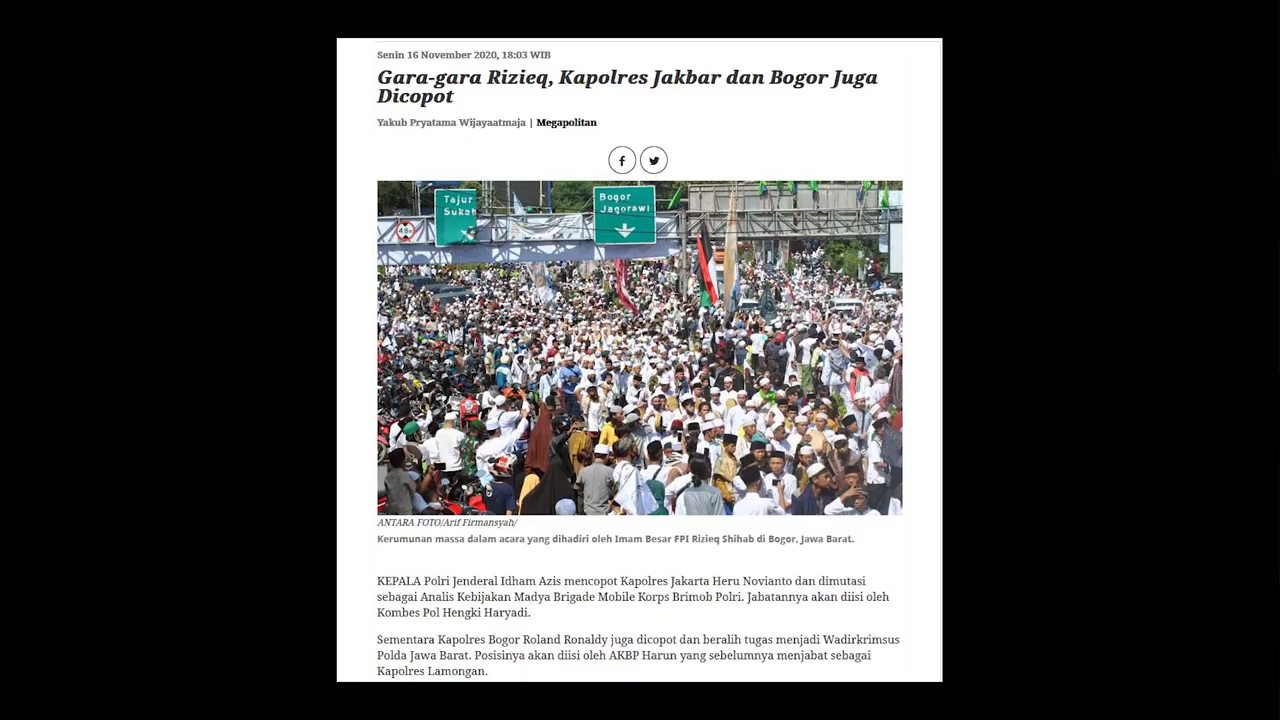 Senin 16 November 2020, 18:03 WIB
Gara-gara Rizieq, Kapolres Jakbar dan Bogor Juga
Dicopot
Yakub Pryatama Wijayaatmaja | Megapolitan
Tajur
Sukab
Bogor
Jagorawi
4.8m
ANTARA FOTO/Arif Firmansyah/
Kerumunan massa dalam acara yang dihadiri oleh Imam Besar FPI Rizieq Shihab di Bogor, Jawa Barat.
KEPALA Polri Jenderal Idham Azis mencopot Kapolres Jakarta Heru Novianto dan dimutasi
sebagai Analis Kebijakan Madya Brigade Mobile Korps Brimob Polri. Jabatannya akan diisi oleh
Kombes Pol Hengki Haryadi.
Sementara Kapolres Bogor Roland Ronaldy juga dicopot dan beralih tugas menjadi Wadirkrimsus
Polda Jawa Barat. Posisinya akan diisi oleh AKBP Harun yang sebelumnya menjabat sebagai
Kapolres Lamongan.